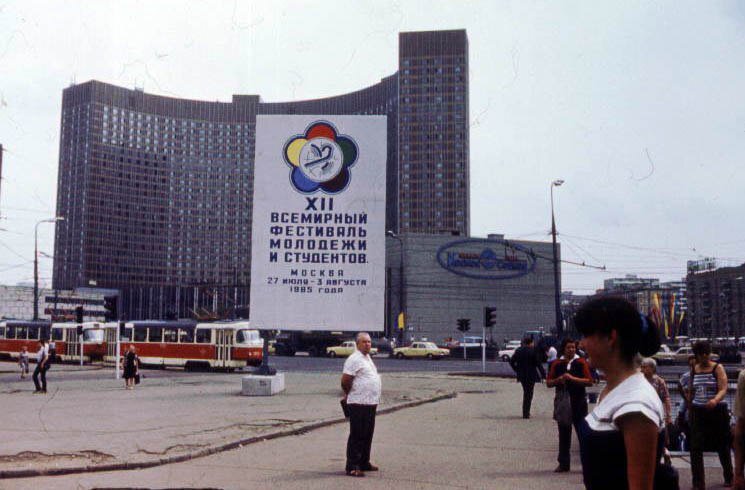 XII
ВСЕМИРНЫЙ
ФЕСТИВАЛЬ
МОЛОДЕЖИ
И СТУДЕНТОВ.
МОСКВА
27 ИЮЛЯ - 3 АВГУСТА
1985 ГОДА